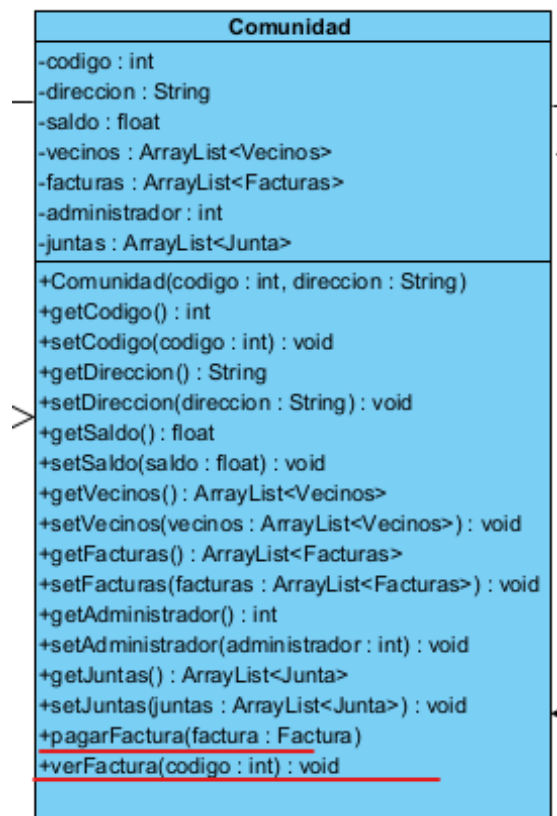 Comunidad
-codigo : int
-direccion : String
-saldo : float
-vecinos : ArrayList<Vecinos>
-facturas : ArrayList<Facturas>
-administrador : int
-juntas : ArrayList<Junta>
+Comunidad(codigo : int, direccion : String)
+getCodigo() : int
+setCodigo(codigo : int) : void
+getDireccion() : String
+setDireccion(direccion : String) : void
+getSaldo() : float
+setSaldo(saldo : float) : void
+getVecinos() : ArrayList<Vecinos>
+setVecinos(vecinos : ArrayList<Vecinos>) : void
+getFacturas() : ArrayList<Facturas>
+setFacturas(facturas : ArrayList<Facturas>) : void
+getAdministrador() : int
+setAdministrador(administrador : int) : void
+getJuntas() : ArrayList<Junta>
+setJuntas(juntas : ArrayList<Junta>) : void
+pagarFactura(factura : Factura)
+verFactura(codigo : int) : void